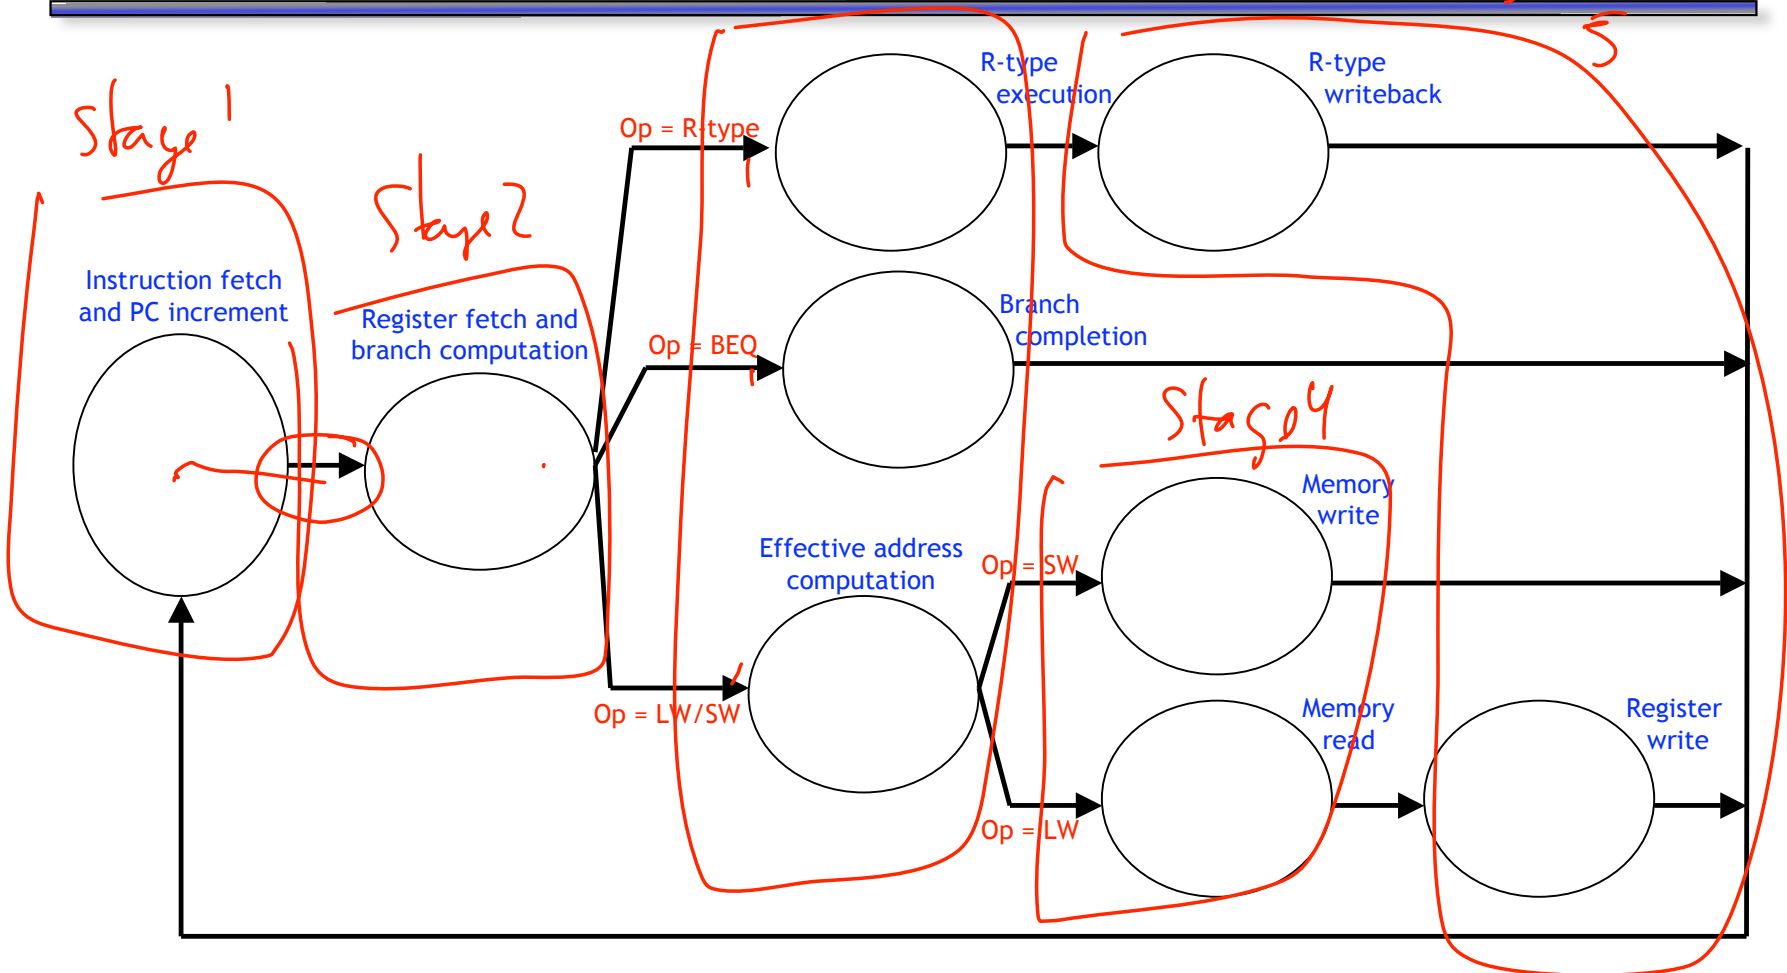 5
Stage 1
Stage 2
R-type
execution
R-type
writeback
Op = R-type
Instruction fetch
and PC increment
Register fetch and
branch computation
Op = BEQ
Branch
completion
Stage 4
Memory
write
Effective address
computation
Op = SW
Op = LW/SW
Memory
read
Register
write
Op = LW